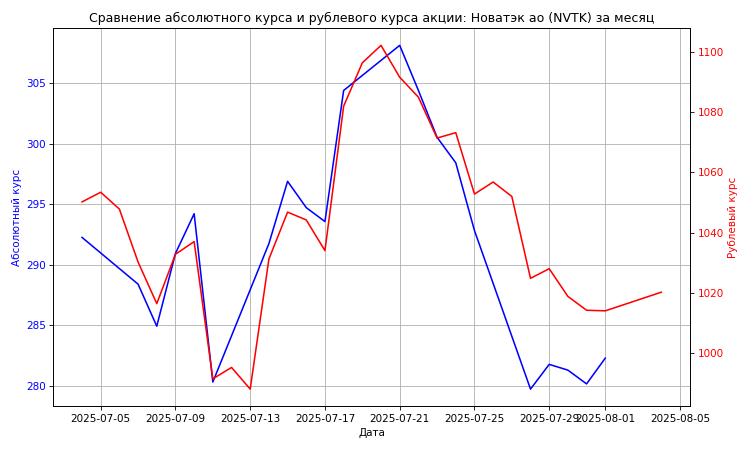 Сравнение абсолютного курса и рублевого курса акции: Новатэк ао (NVTK) за месяц
305
300
295
290
285
280
Абсолютный курс
1100
1080
1060
1040
1020
1000
Рублевый курс
2025-07-05 2025-07-09 2025-07-13 2025-07-17 2025-07-21 2025-07-25 2025-07-29 2025-08-01 2025-08-05
Дата